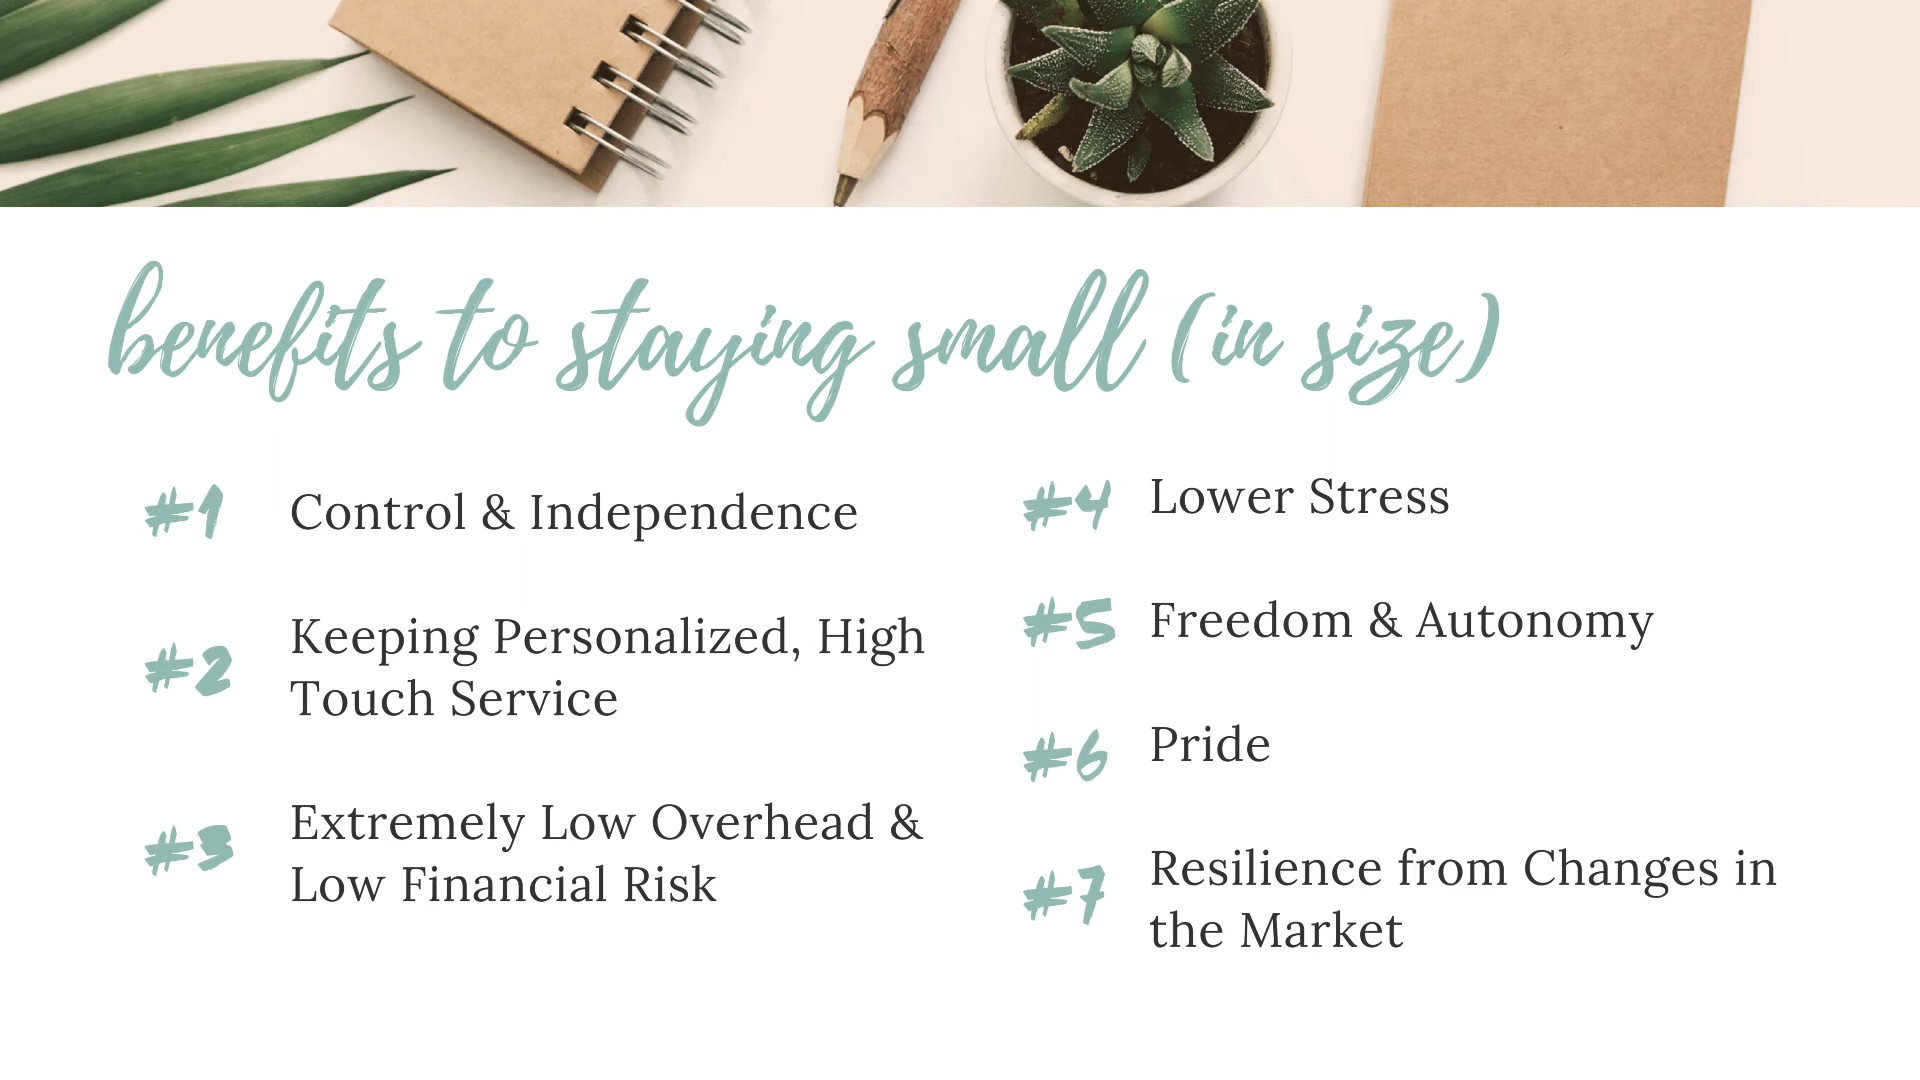 benefits to staying small (in size)
#1 Control & Independence
#2 Keeping Personalized, High
Touch Service
#3 Extremely Low Overhead &
Low Financial Risk
#4 Lower Stress
#5 Freedom & Autonomy
#6 Pride
#7 Resilience from Changes in
the Market